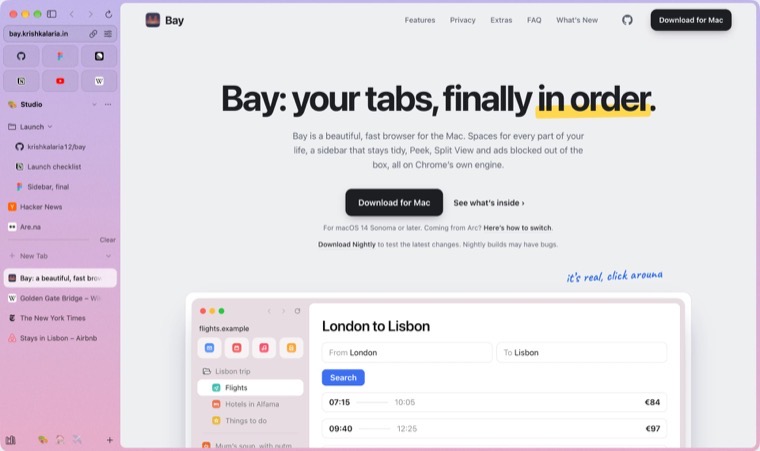 bay.krishkalaria.in
Studio
Launch
krishkalaria12/bay
Launch checklist
Sidebar, final
Hacker News
Are.na
Clear
New Tab
Bay: a beautiful, fast brow
Golden Gate Bridge – Wi
The New York Times
Stays in Lisbon – Airbnb
Bay
Features
Privacy
Extras
FAQ
What's New
Download for Mac
Bay: your tabs, finally in order.
Bay is a beautiful, fast browser for the Mac. Spaces for every part of your
life, a sidebar that stays tidy, Peek, Split View and ads blocked out of the
box, all on Chrome's own engine.
Download for Mac
See what's inside ›
For macOS 14 Sonoma or later. Coming from Arc? Here's how to switch.
Download Nightly to test the latest changes. Nightly builds may have bugs.
it's real, click around
flights.example
Lisbon trip
Flights
Hotels in Alfama
Things to do
Mum's soup, with
London to Lisbon
From London
To Lisbon
Search
07:15 10:05 €84
09:40 12:25 €97